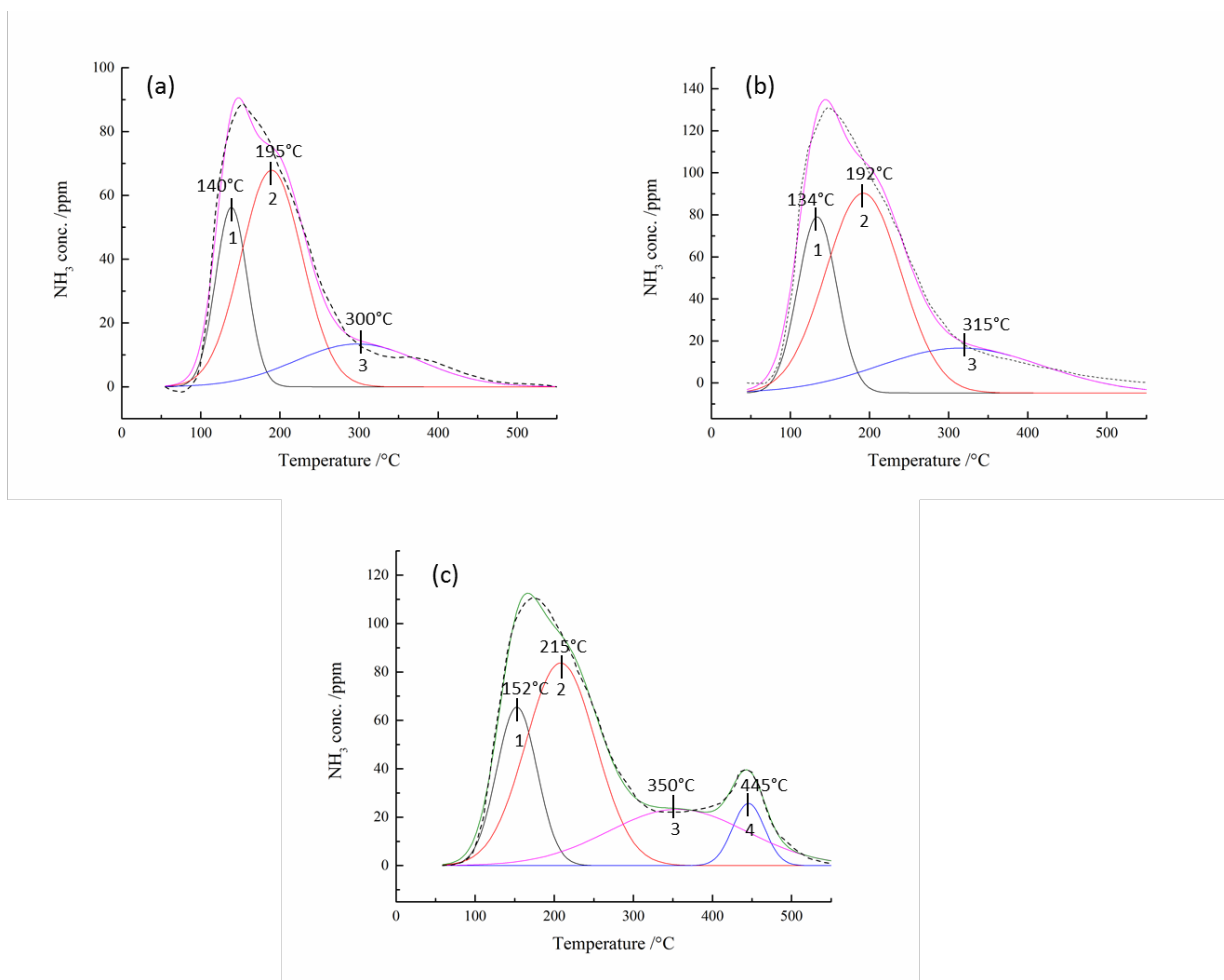 (a)
NH3 conc. /ppm
100
80
60
40
20
0
195°C
2
140°C
1
300°C
3
0 100 200 300 400 500
Temperature /°C
(b)
NH3 conc. /ppm
140
120
100
80
60
40
20
0
192°C
2
134°C
1
315°C
3
0 100 200 300 400 500
Temperature /°C
(c)
NH3 conc. /ppm
120
100
80
60
40
20
0
215°C
2
152°C
1
350°C
3
445°C
4
0 100 200 300 400 500
Temperature /°C